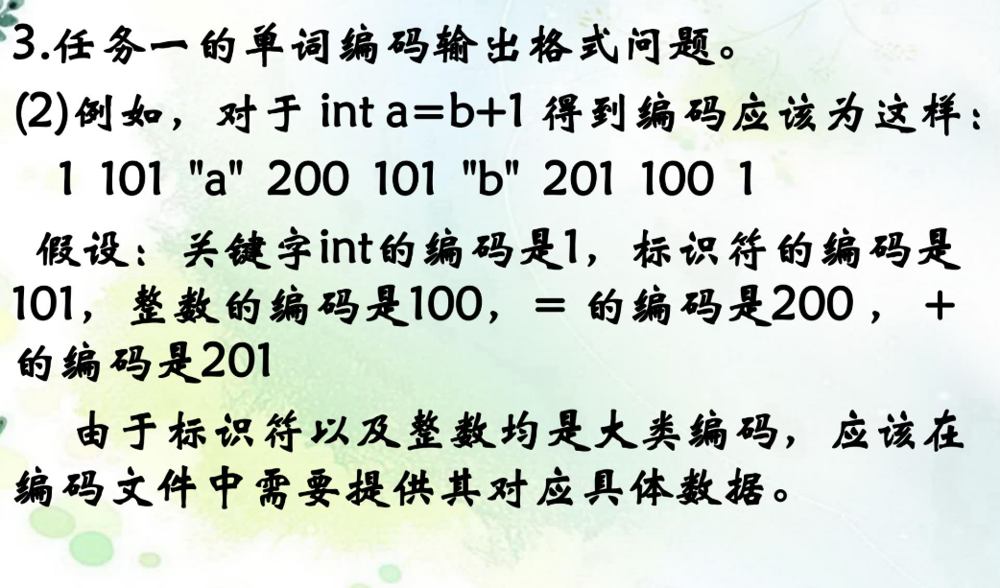 3.任务一的单词编码输出格式问题。
(2)例如，对于 int a=b+1 得到编码应该为这样：
1 101 "a" 200 101 "b" 201 100 1
假设：关键字int的编码是1，标识符的编码是
101，整数的编码是100，= 的编码是200 ， +
的编码是201
由于标识符以及整数均是大类编码，应该在
编码文件中需要提供其对应具体数据。